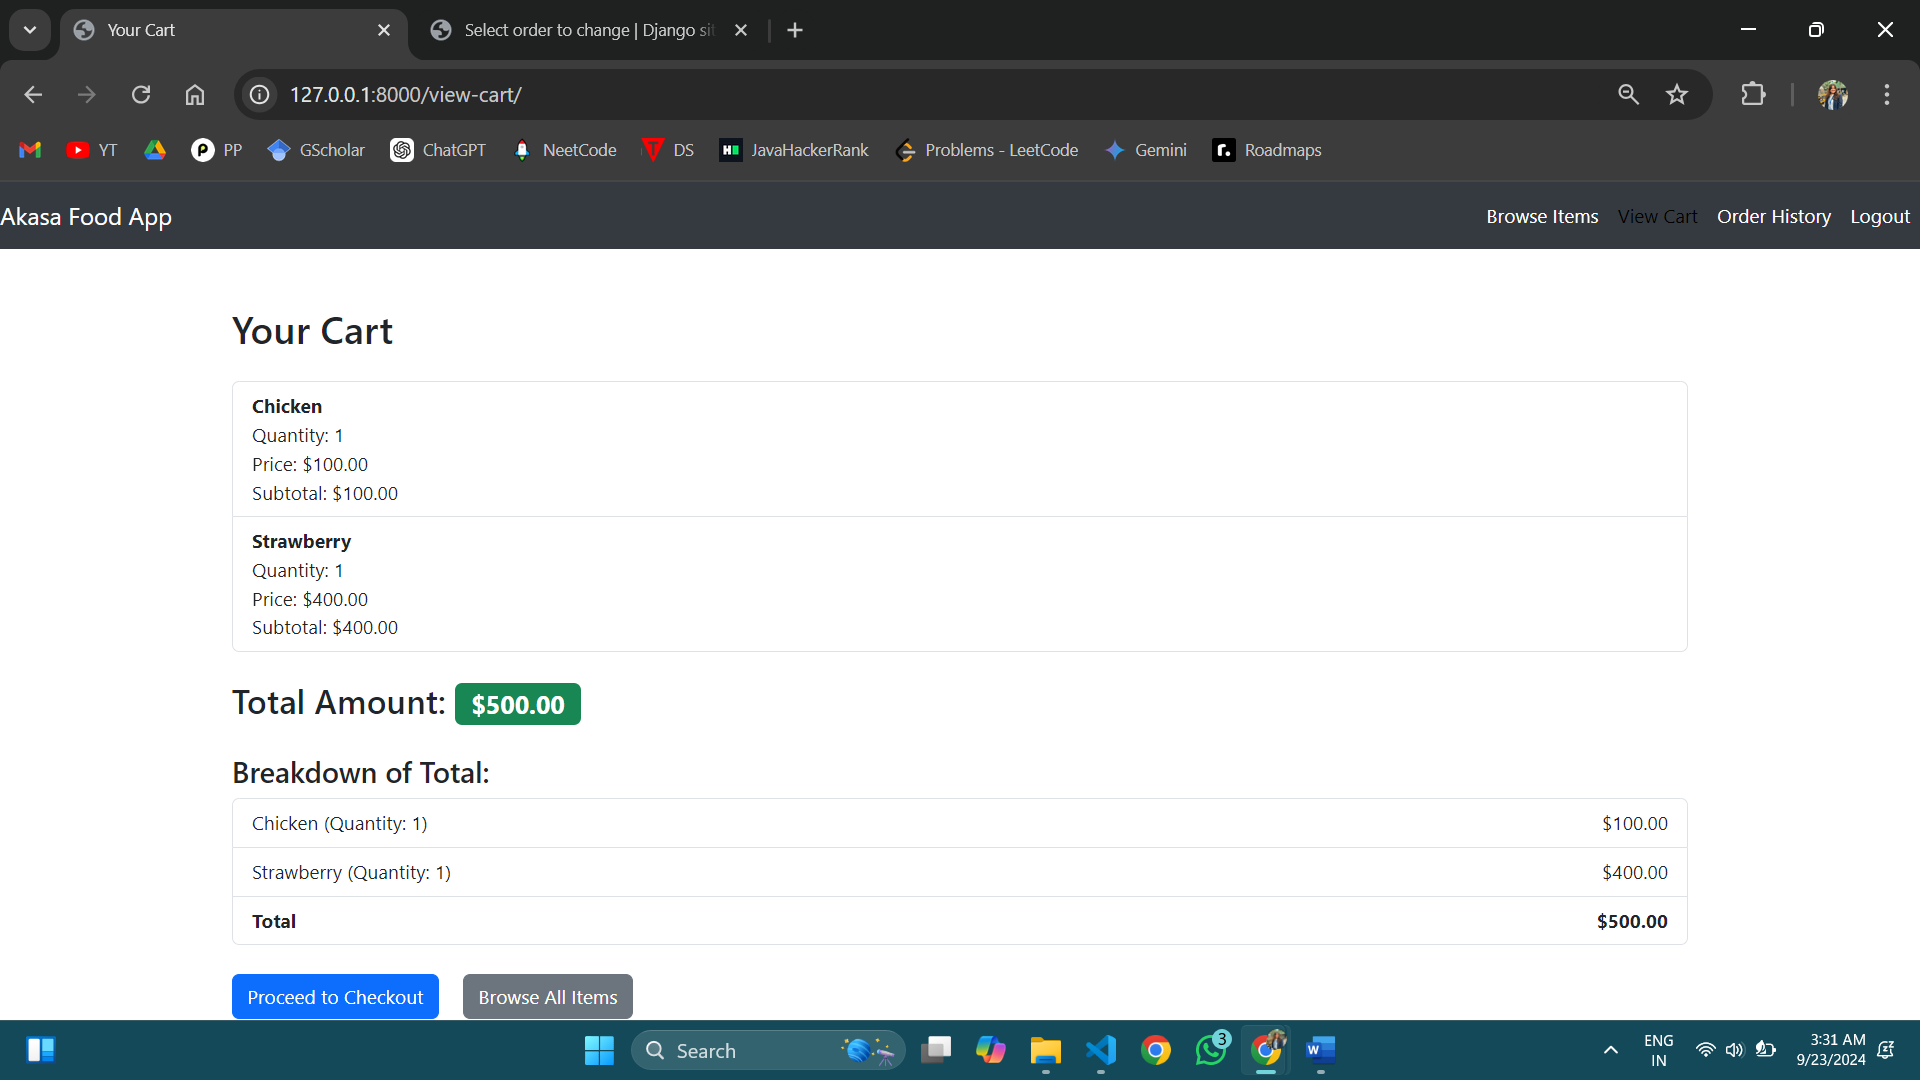 Your Cart
Select order to change | Django sit
127.0.0.1:8000/view-cart/
YT
PP
GScholar
ChatGPT
NeetCode
DS
JavaHackerRank
Problems - LeetCode
Gemini
Roadmaps
Akasa Food App
Browse Items
View Cart
Order History
Logout
Your Cart
Chicken
Quantity: 1
Price: $100.00
Subtotal: $100.00
Strawberry
Quantity: 1
Price: $400.00
Subtotal: $400.00
Total Amount: $500.00
Breakdown of Total:
Chicken (Quantity: 1) $100.00
Strawberry (Quantity: 1) $400.00
Total $500.00
Proceed to Checkout
Browse All Items
Search
3
ENG
IN
3:31 AM
9/23/2024